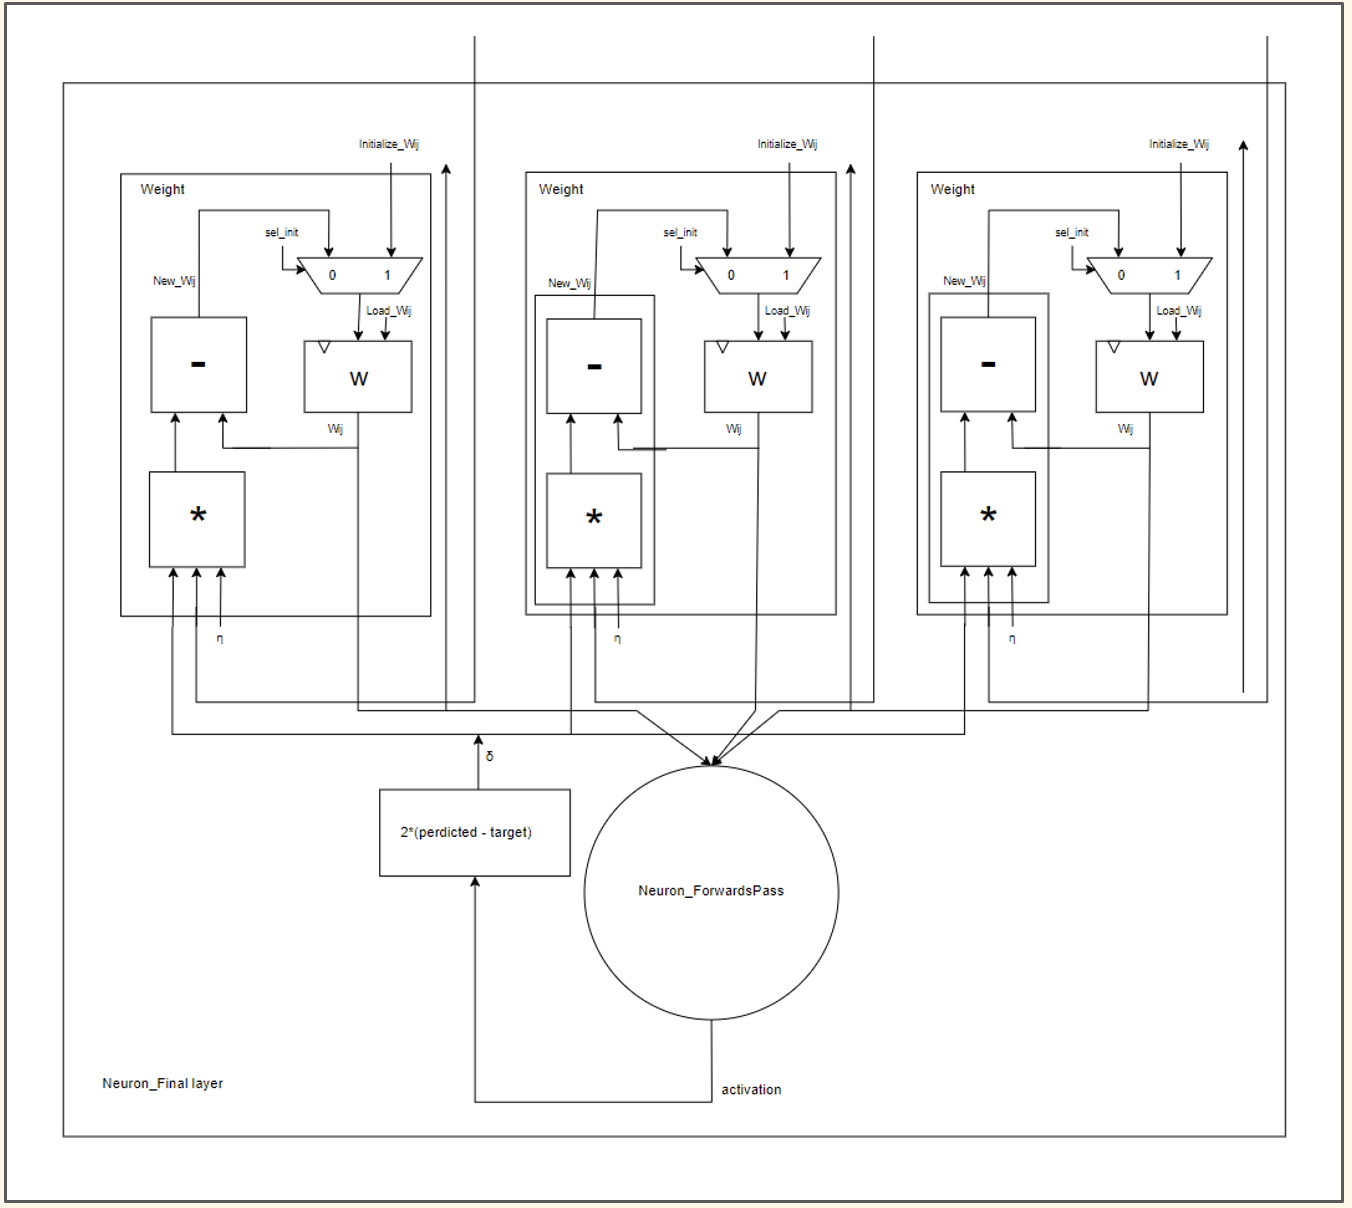 Initialize_Wij
Initialize_Wij
Initialize_Wij
Weight
Weight
Weight
sel_init
sel_init
sel_init
0 1
0 1
0 1
New_Wij
New_Wij
New_Wij
Load_Wij
Load_Wij
Load_Wij
-
W
-
W
-
W
Wij
Wij
Wij
*
*
*
η
η
η
δ
2*(perdicted - target)
Neuron_ForwardsPass
Neuron_Final layer
activation